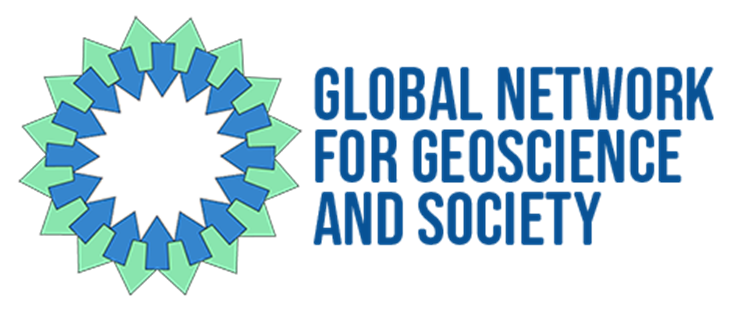 GLOBAL NETWORK
FOR GEOSCIENCE
AND SOCIETY